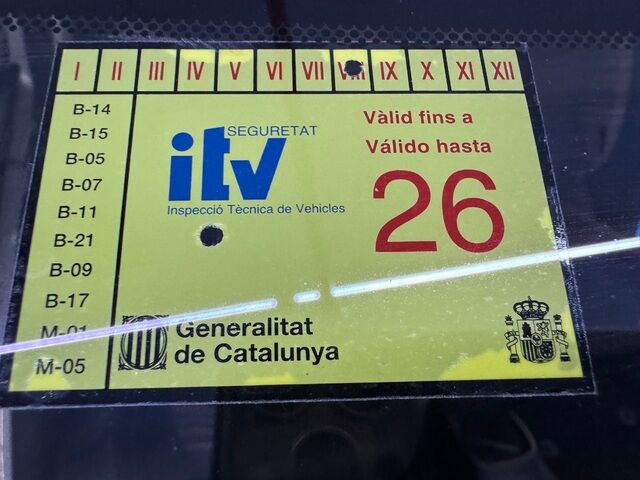 I II III IV V VI VII VIII IX X XI XII
B-14
B-15
B-05
B-07
B-11
B-21
B-09
B-17
M-01
M-05
SEGURETAT
itv
Inspecció Tècnica de Vehicles
Vàlid fins a
Válido hasta
26
Generalitat
de Catalunya